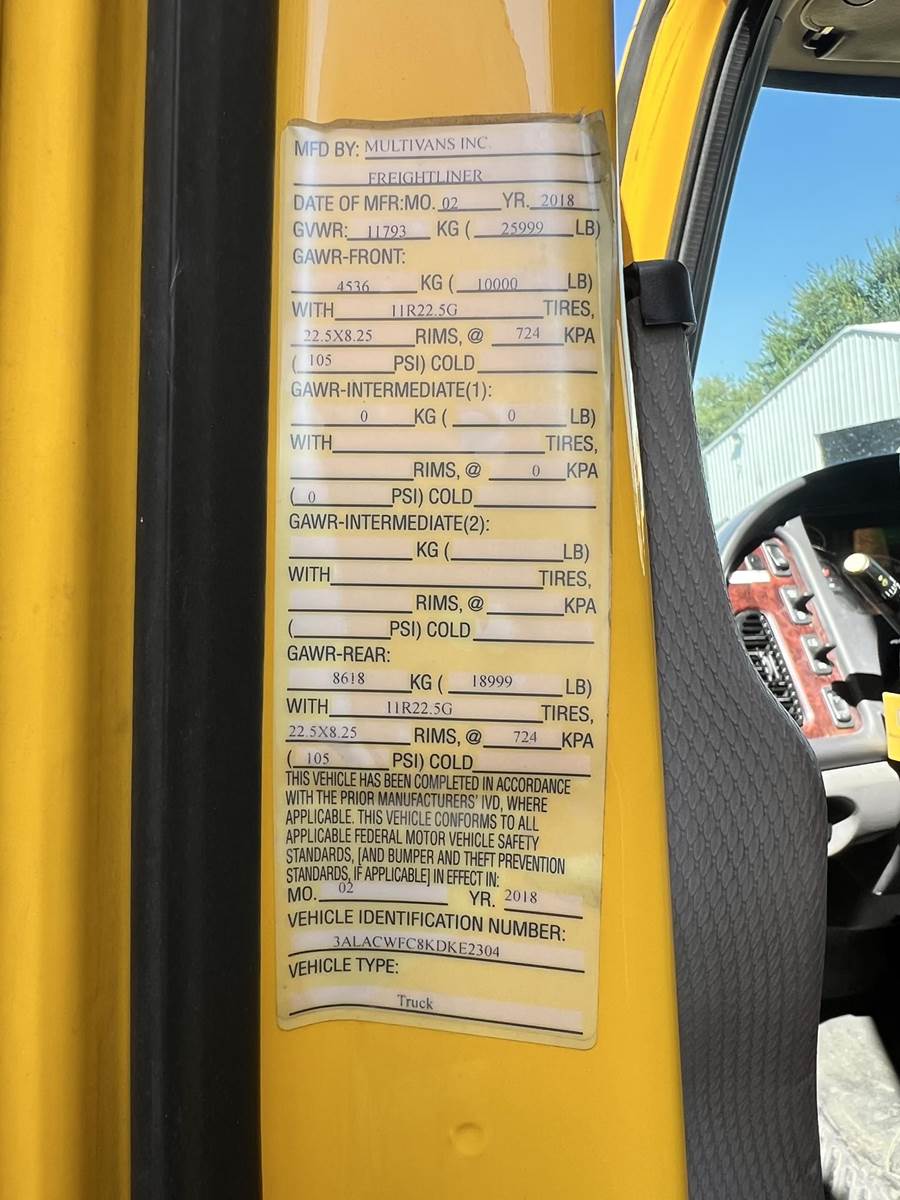 MFD BY: MULTIVANS INC
FREIGHTLINER
DATE OF MFR:MO. 02 YR. 2018
GVWR: 11793 KG ( 25999 LB)
GAWR-FRONT:
4536 KG ( 10000 LB)
WITH 11R22.5G TIRES,
22.5X8.25 RIMS, @ 724 KPA
( 105 PSI) COLD
GAWR-INTERMEDIATE(1):
0 KG ( 0 LB)
WITH TIRES,
RIMS, @ 0 KPA
( 0 PSI) COLD
GAWR-INTERMEDIATE(2):
KG ( LB)
WITH TIRES,
RIMS, @ KPA
( PSI) COLD
GAWR-REAR:
8618 KG ( 18999 LB)
WITH 11R22.5G TIRES,
22.5X8.25 RIMS, @ 724 KPA
( 105 PSI) COLD
THIS VEHICLE HAS BEEN COMPLETED IN ACCORDANCE
WITH THE PRIOR MANUFACTURERS' IVD, WHERE
APPLICABLE. THIS VEHICLE CONFORMS TO ALL
APPLICABLE FEDERAL MOTOR VEHICLE SAFETY
STANDARDS, [AND BUMPER AND THEFT PREVENTION
STANDARDS, IF APPLICABLE] IN EFFECT IN:
MO. 02 YR. 2018
VEHICLE IDENTIFICATION NUMBER:
3ALACWFC8KDKE2304
VEHICLE TYPE:
Truck